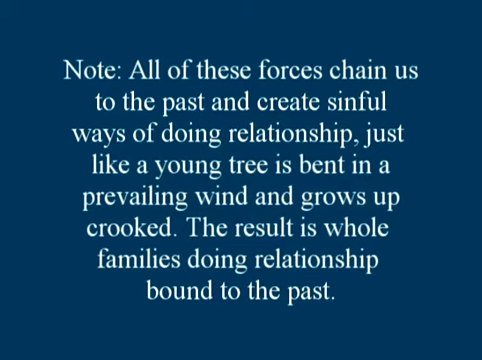 Note: All of these forces chain us
to the past and create sinful
ways of doing relationship, just
like a young tree is bent in a
prevailing wind and grows up
crooked. The result is whole
families doing relationship
bound to the past.